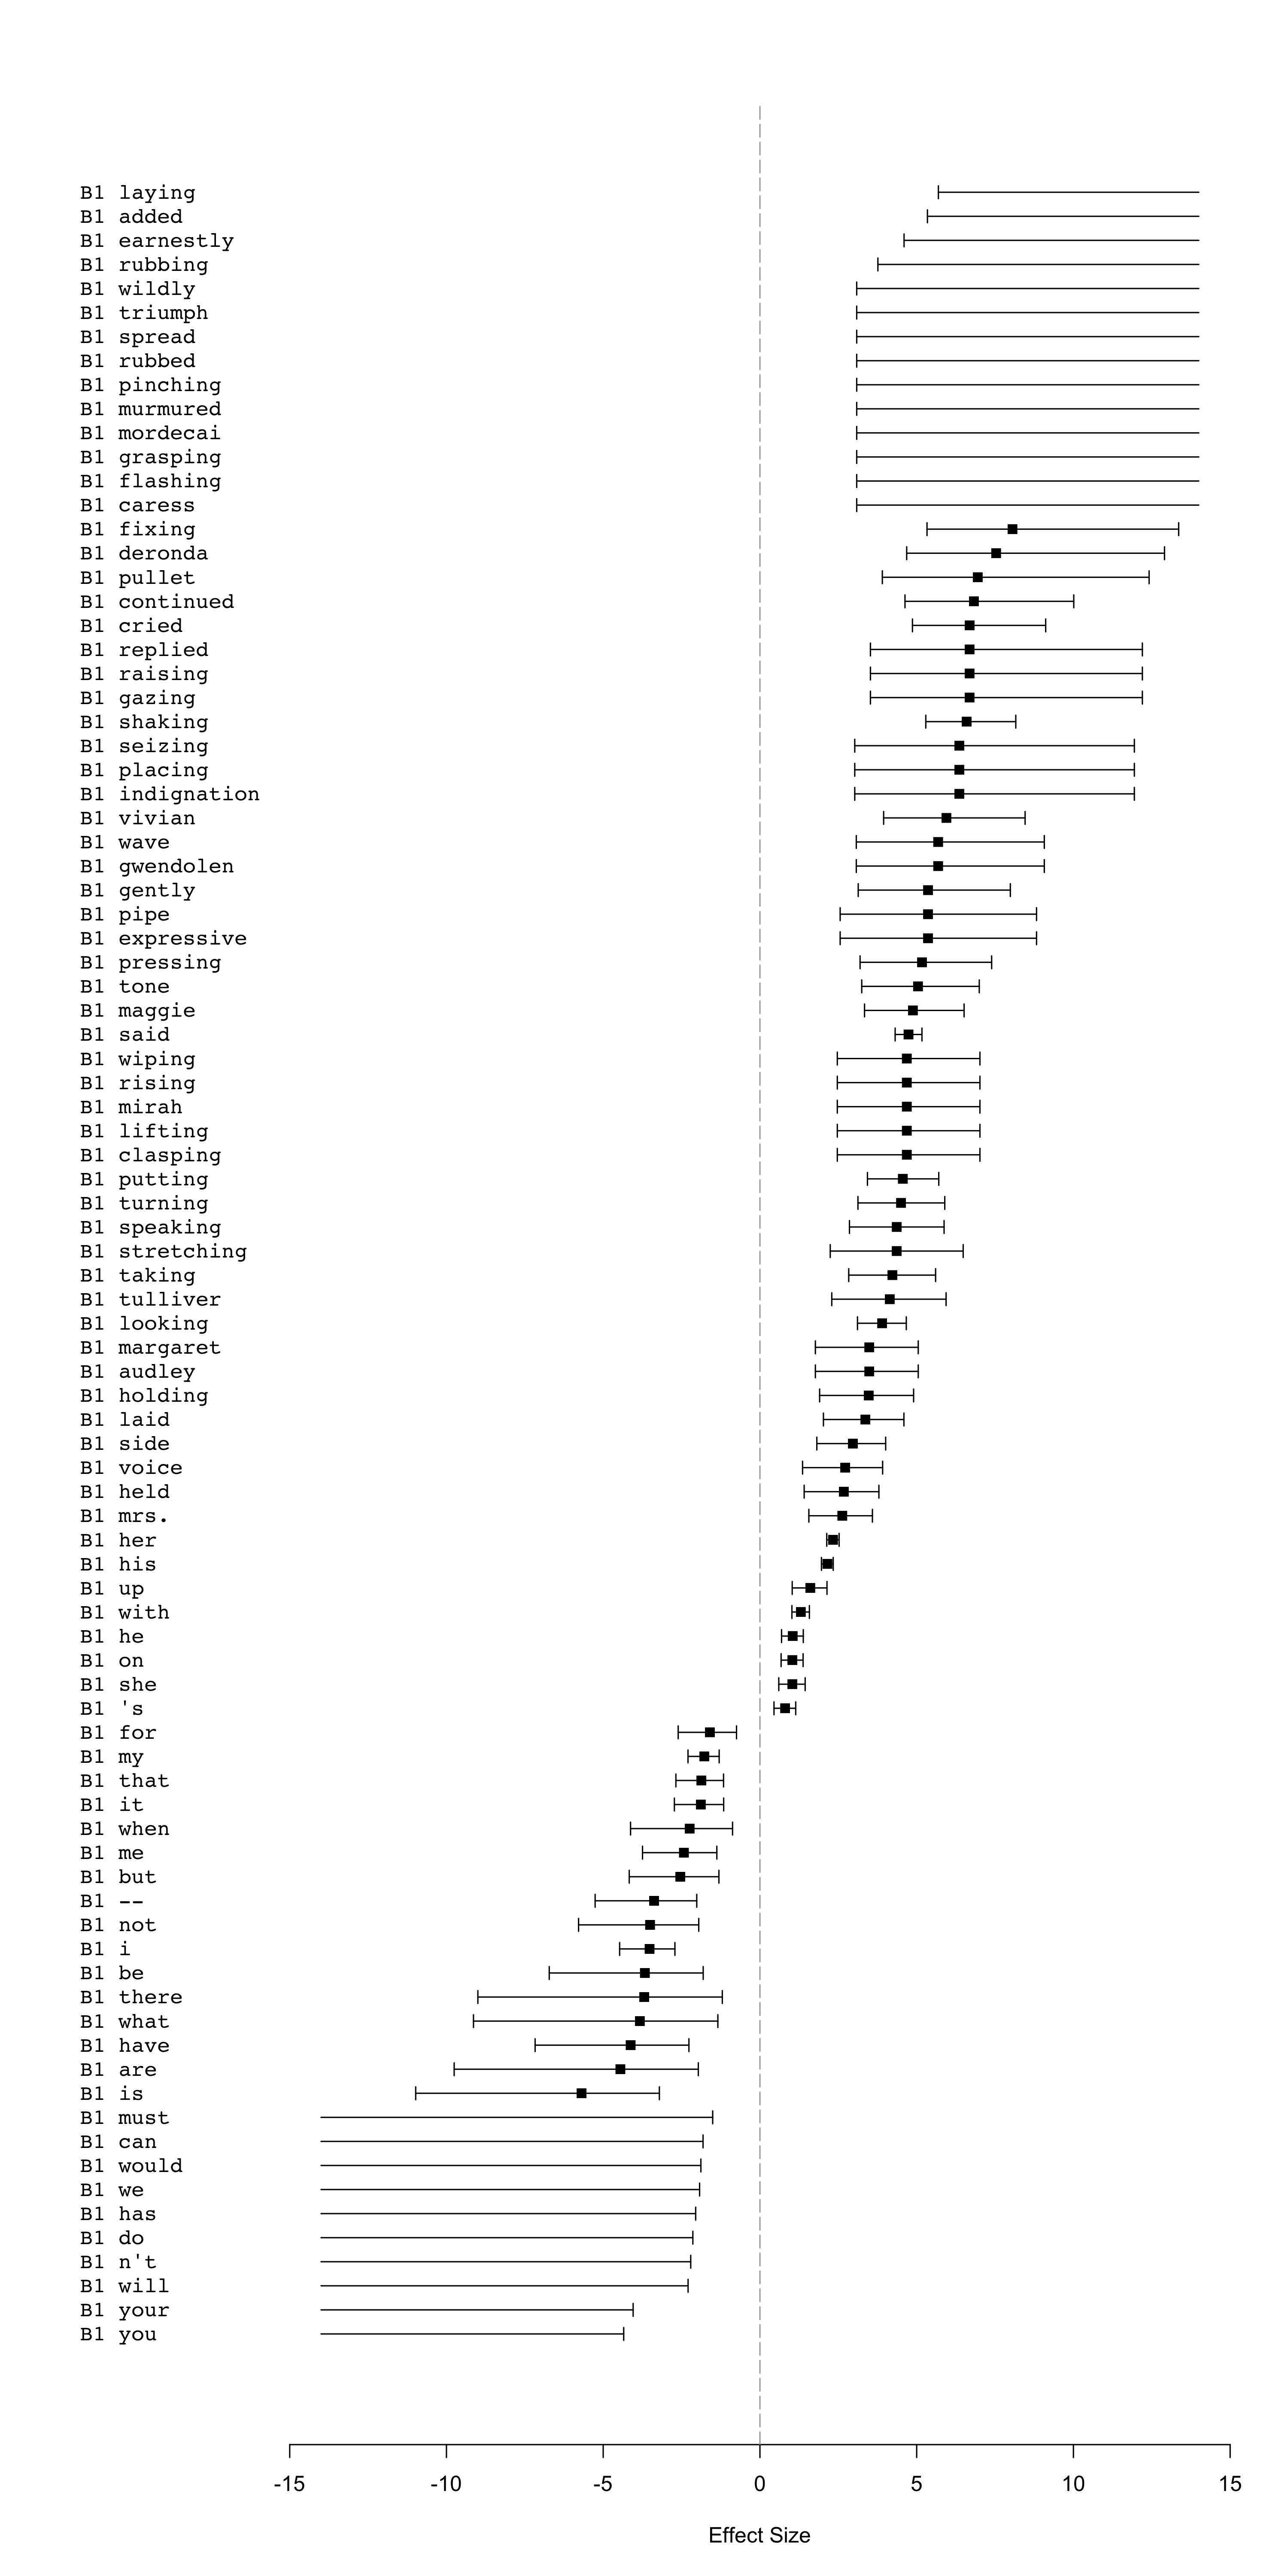 B1 laying
B1 added
B1 earnestly
B1 rubbing
B1 wildly
B1 triumph
B1 spread
B1 rubbed
B1 pinching
B1 murmured
B1 mordecai
B1 grasping
B1 flashing
B1 caress
B1 fixing
B1 deronda
B1 pullet
B1 continued
B1 cried
B1 replied
B1 raising
B1 gazing
B1 shaking
B1 seizing
B1 placing
B1 indignation
B1 vivian
B1 wave
B1 gwendolen
B1 gently
B1 pipe
B1 expressive
B1 pressing
B1 tone
B1 maggie
B1 said
B1 wiping
B1 rising
B1 mirah
B1 lifting
B1 clasping
B1 putting
B1 turning
B1 speaking
B1 stretching
B1 taking
B1 tulliver
B1 looking
B1 margaret
B1 audley
B1 holding
B1 laid
B1 side
B1 voice
B1 held
B1 mrs.
B1 her
B1 his
B1 up
B1 with
B1 he
B1 on
B1 she
B1 's
B1 for
B1 my
B1 that
B1 it
B1 when
B1 me
B1 but
B1 --
B1 not
B1 i
B1 be
B1 there
B1 what
B1 have
B1 are
B1 is
B1 must
B1 can
B1 would
B1 we
B1 has
B1 do
B1 n't
B1 will
B1 your
B1 you
-15 -10 -5 0 5 10 15
Effect Size